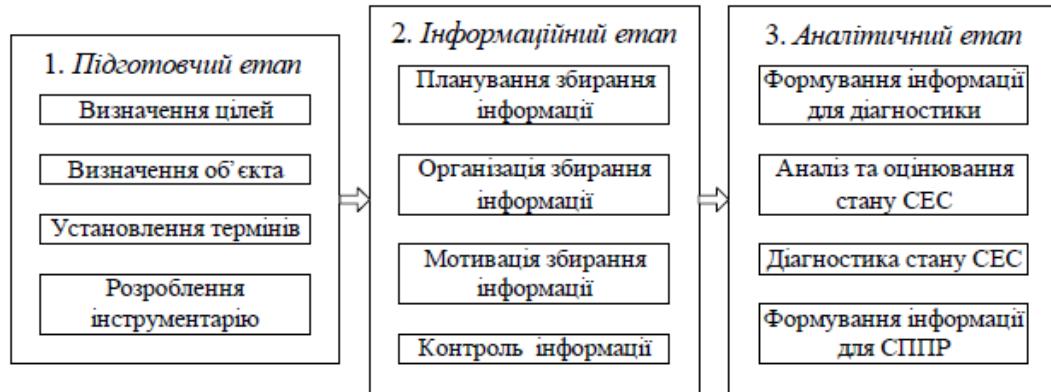 1. Підготовчий етап
Визначення цілей
Визначення об’єкта
Установлення термінів
Розроблення
інструментарію
2. Інформаційний етап
Планування збирання
інформації
Організація збирання
інформації
Мотивація збирання
інформації
Контроль інформації
3. Аналітичний етап
Формування інформації
для діагностики
Аналіз та оцінювання
стану СЕС
Діагностика стану СЕС
Формування інформації
для СППР